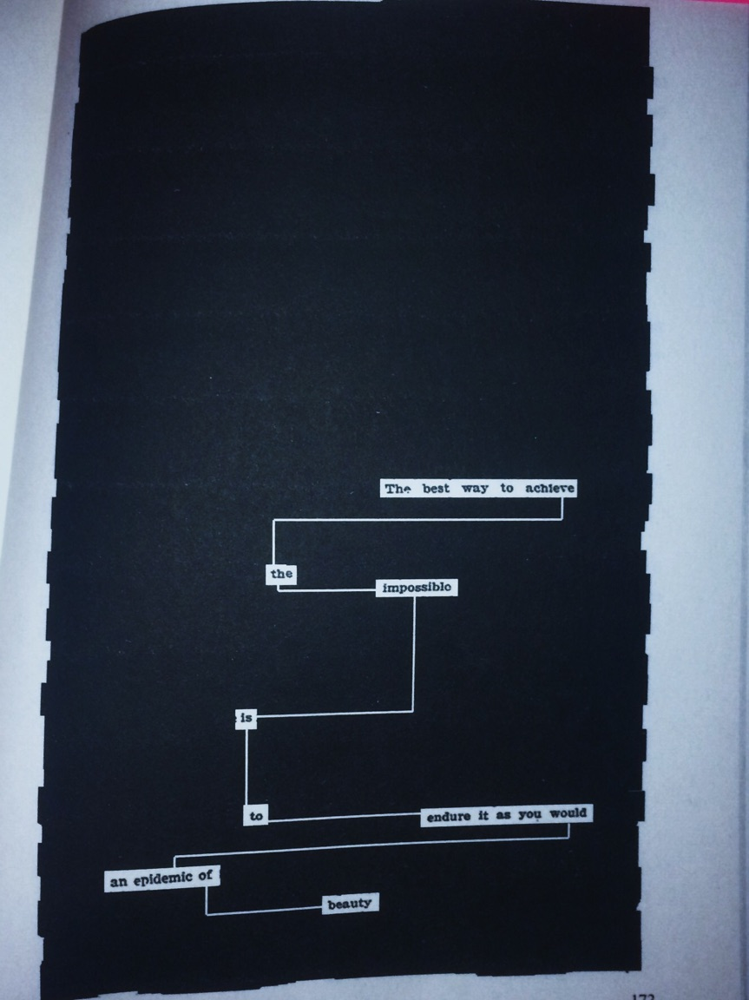 The best way to achieve
the
impossible
is
to
endure it as you would
an epidemic of
beauty